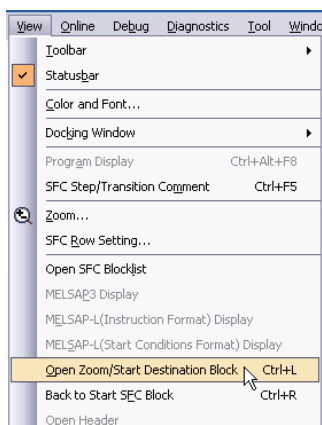 View Online Debug Diagnostics Tool Windo
Toolbar
Statusbar
Color and Font...
Docking Window
Program Display Ctrl+Alt+F8
SFC Step/Transition Comment Ctrl+F5
Zoom...
SFC Row Setting...
Open SFC Blocklist
MELSAP3 Display
MELSAP-L(Instruction Format) Display
MELSAP-L(Start Conditions Format) Display
Open Zoom/Start Destination Block Ctrl+L
Back to Start SFC Block Ctrl+R
Open Header